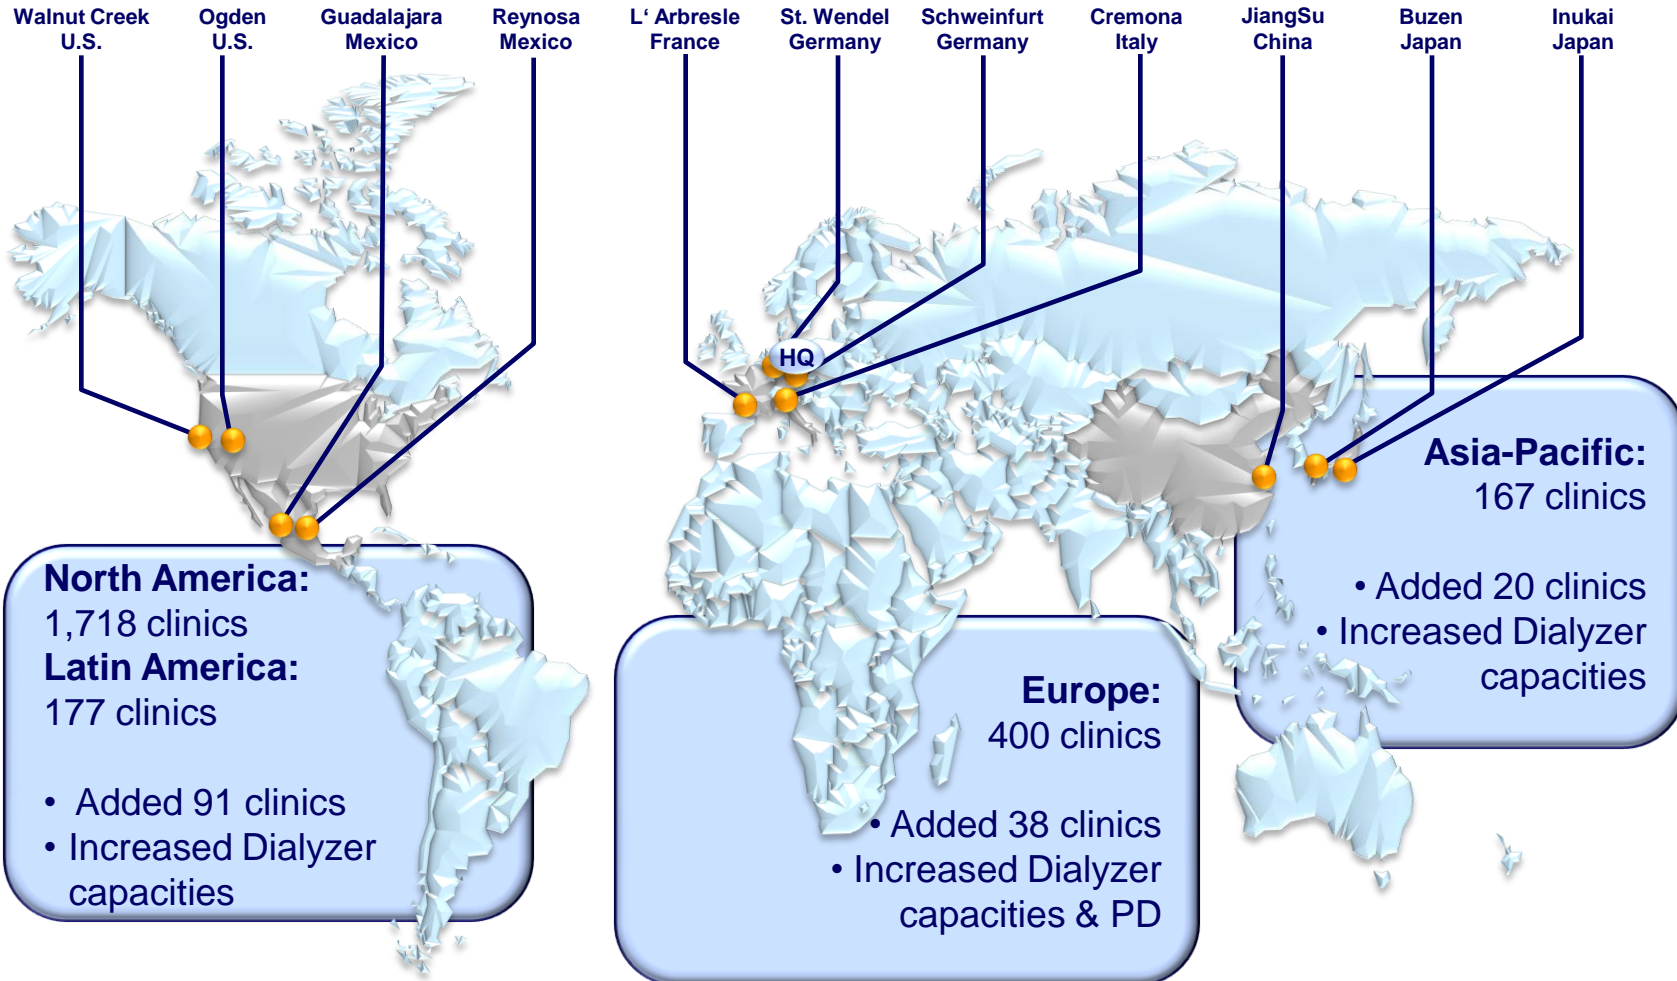 Walnut Creek
U.S.
Ogden
U.S.
Guadalajara
Mexico
Reynosa
Mexico
L‘ Arbresle
France
St. Wendel
Germany
Schweinfurt
Germany
Cremona
Italy
JiangSu
China
Buzen
Japan
Inukai
Japan
HQ
North America:
1,718 clinics
Latin America:
177 clinics
• Added 91 clinics
• Increased Dialyzer
capacities
Europe:
400 clinics
• Added 38 clinics
• Increased Dialyzer
capacities & PD
Asia-Pacific:
167 clinics
• Added 20 clinics
• Increased Dialyzer
capacities